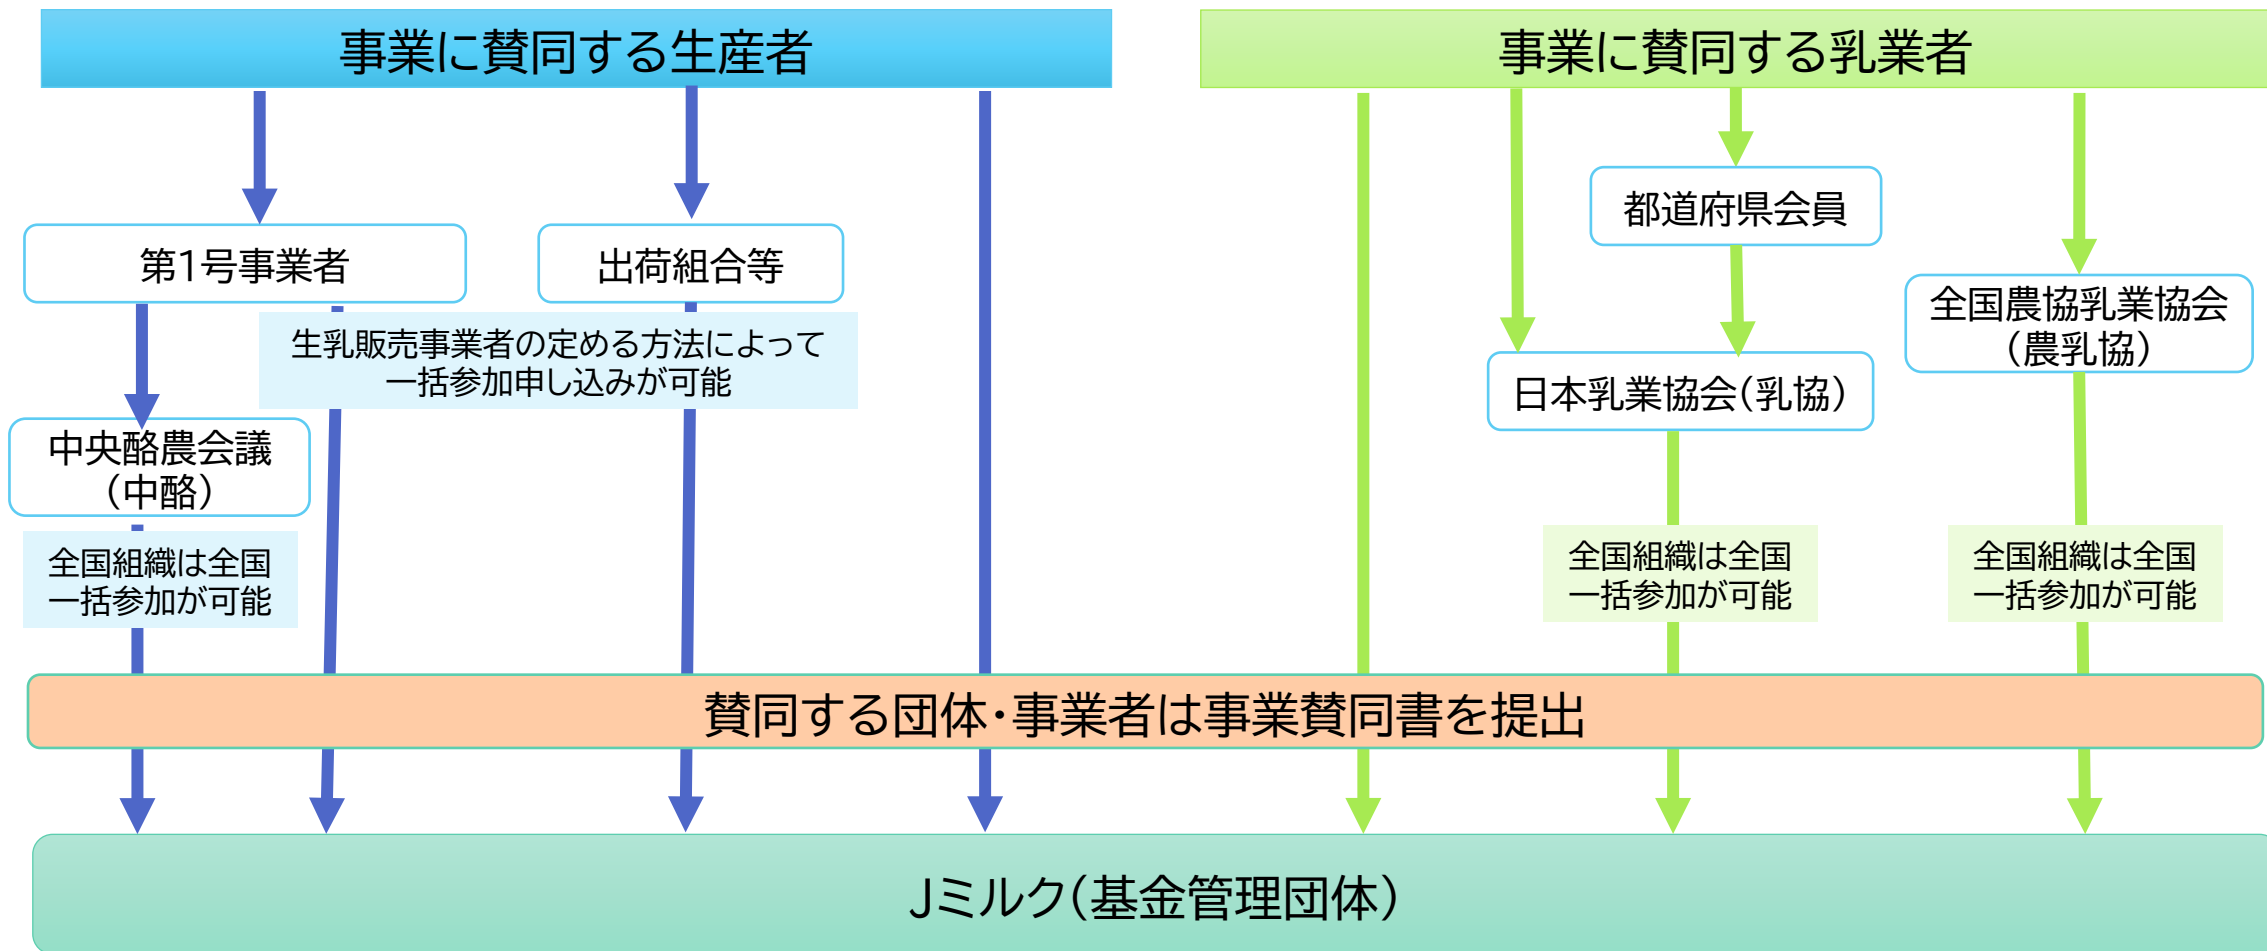 事業に賛同する生産者
事業に賛同する乳業者
都道府県会員
第1号事業者
出荷組合等
全国農協乳業協会
（農乳協）
生乳販売事業者の定める方法によって
一括参加申し込みが可能
日本乳業協会（乳協）
中央酪農会議
（中酪）
全国組織は全国
一括参加が可能
全国組織は全国
一括参加が可能
全国組織は全国
一括参加が可能
賛同する団体・事業者は事業賛同書を提出
Jミルク（基金管理団体）